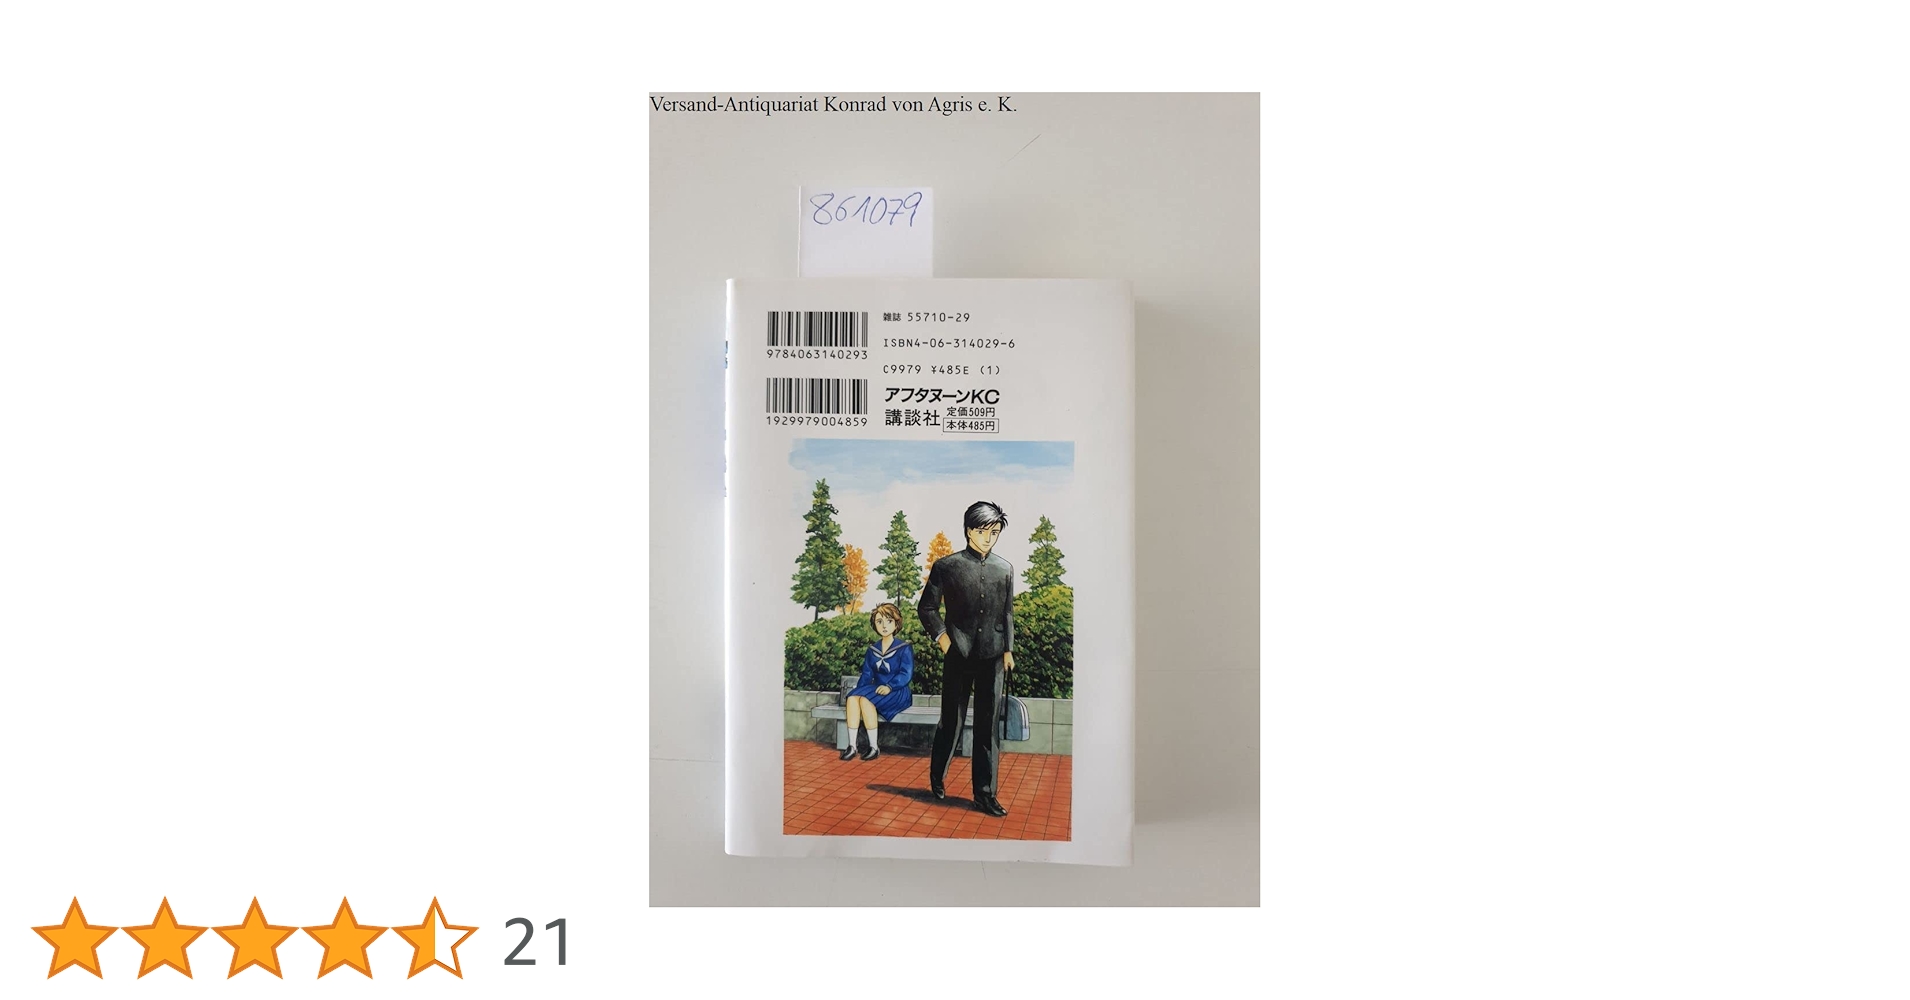 Versand-Antiquariat Konrad von Agris e. K.
861079
雑誌 55710-29
9784063140293
ISBN4-06-314029-6
C9979 ¥485E (1)
1929979004859
アフタヌーンKC
講談社 定価509円
本体485円
21